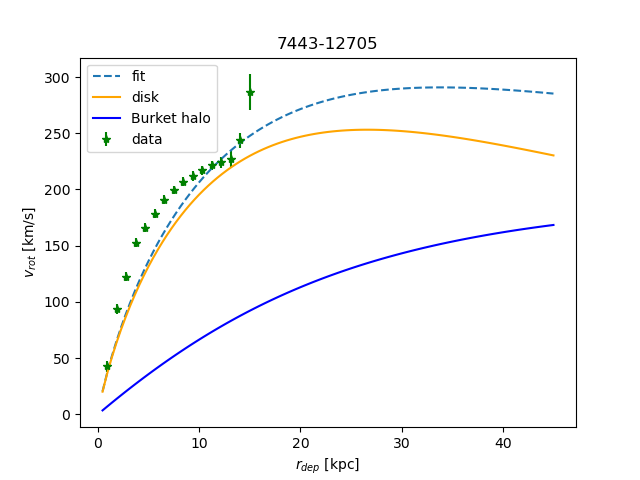 7443-12705
fit
disk
Burket halo
data
300
250
200
150
100
50
0
v_rot [km/s]
0 10 20 30 40
r_dep [kpc]